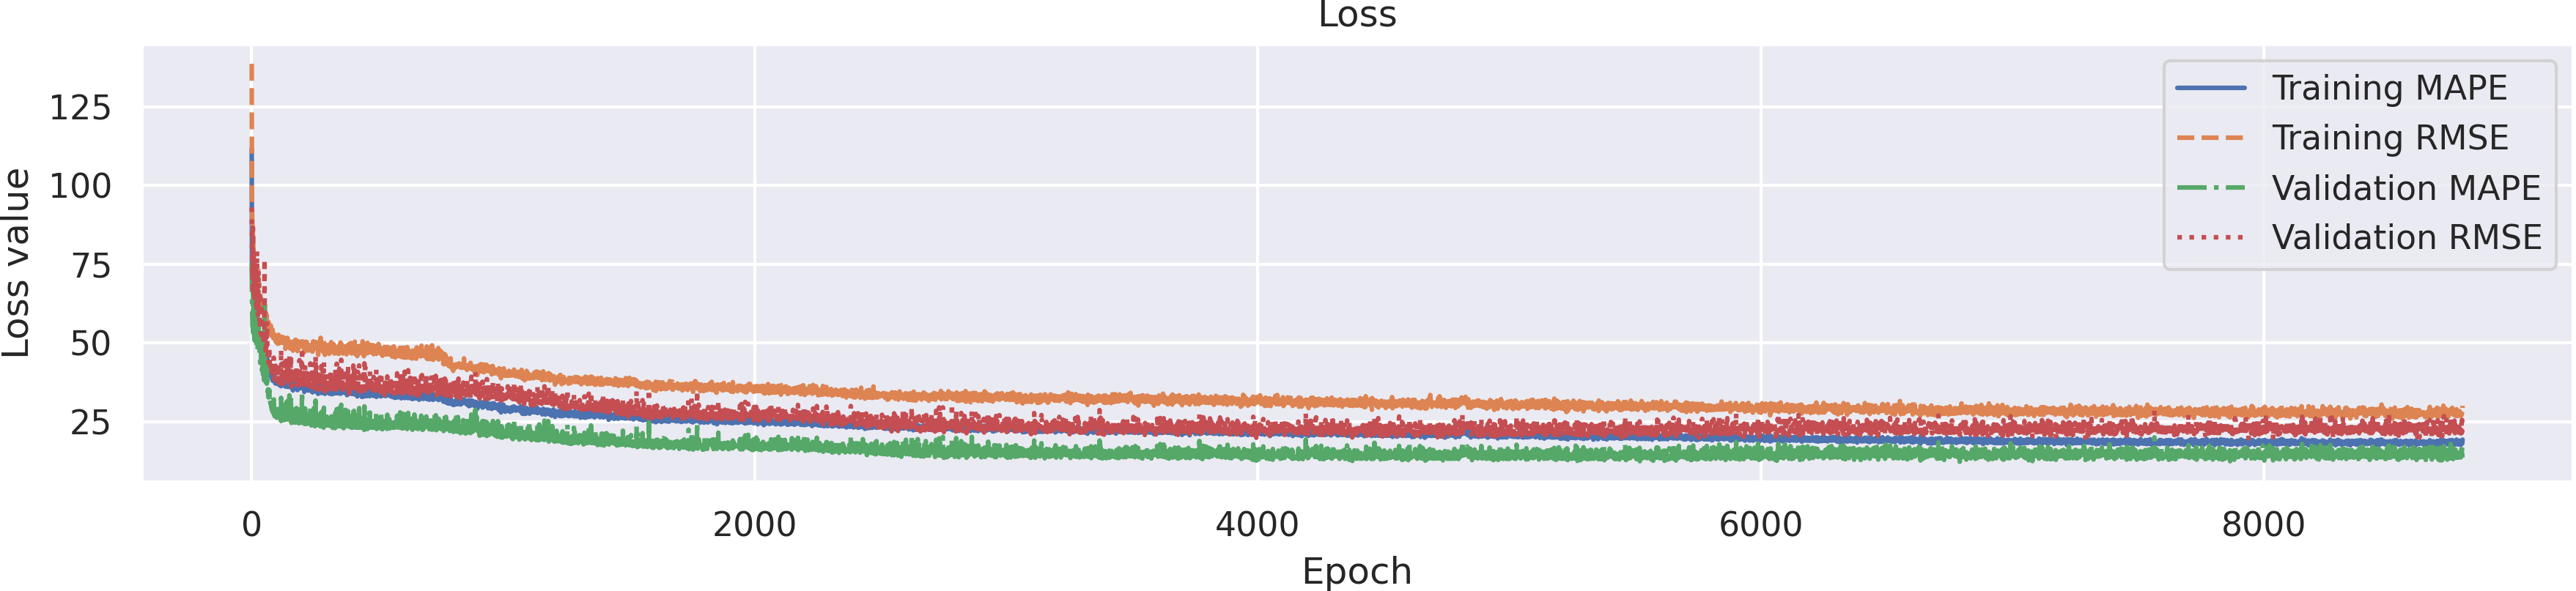 Loss
Loss value
125
100
75
50
25
Training MAPE
Training RMSE
Validation MAPE
Validation RMSE
0 2000 4000 6000 8000
Epoch